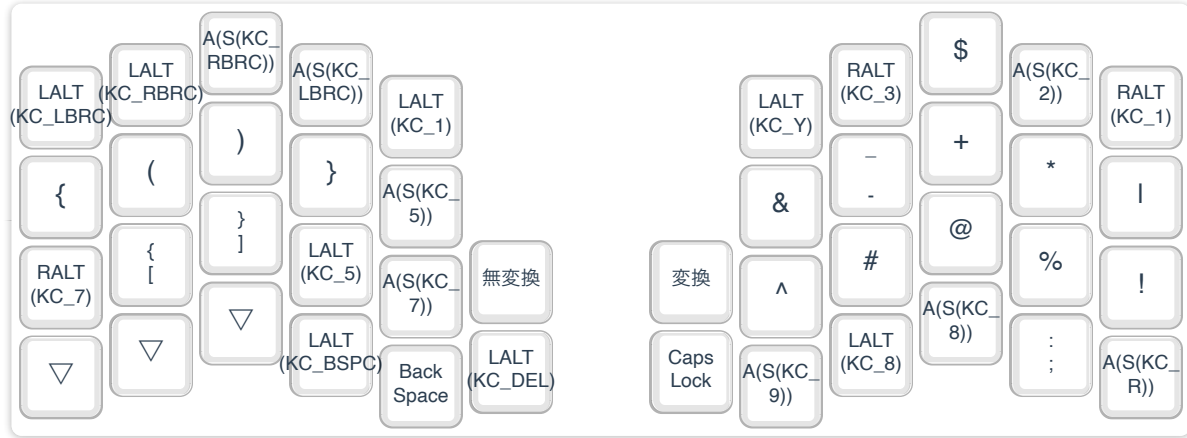 LALT
(KC_LBRC)
LALT
(KC_RBRC)
A(S(KC_
RBRC))
A(S(KC_
LBRC))
LALT
(KC_1)
LALT
(KC_Y)
RALT
(KC_3)
$
A(S(KC_
2))
RALT
(KC_1)
{
(
)
}
A(S(KC_
5))
&
_
-
+
*
|
RALT
(KC_7)
{
[
}
]
LALT
(KC_5)
A(S(KC_
7))
無変換
変換
^
#
@
%
!
▽
▽
▽
LALT
(KC_BSPC)
Back
Space
LALT
(KC_DEL)
Caps
Lock
A(S(KC_
9))
LALT
(KC_8)
A(S(KC_
8))
:
;
A(S(KC_
R))